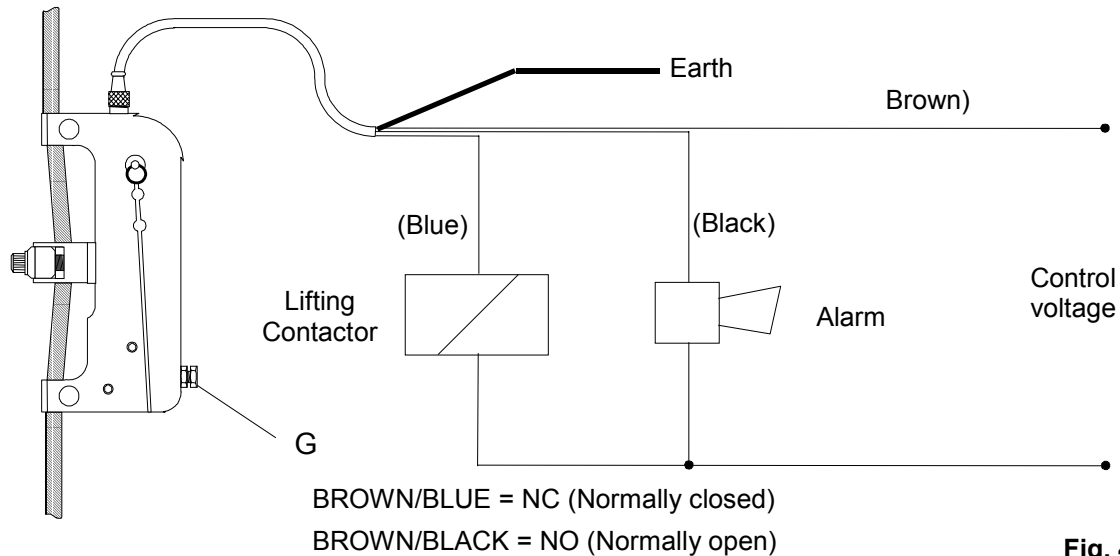 Earth
Brown)
(Blue)
(Black)
Lifting
Contactor
Alarm
Control
voltage
G
BROWN/BLUE = NC (Normally closed)
BROWN/BLACK = NO (Normally open)
Fig.